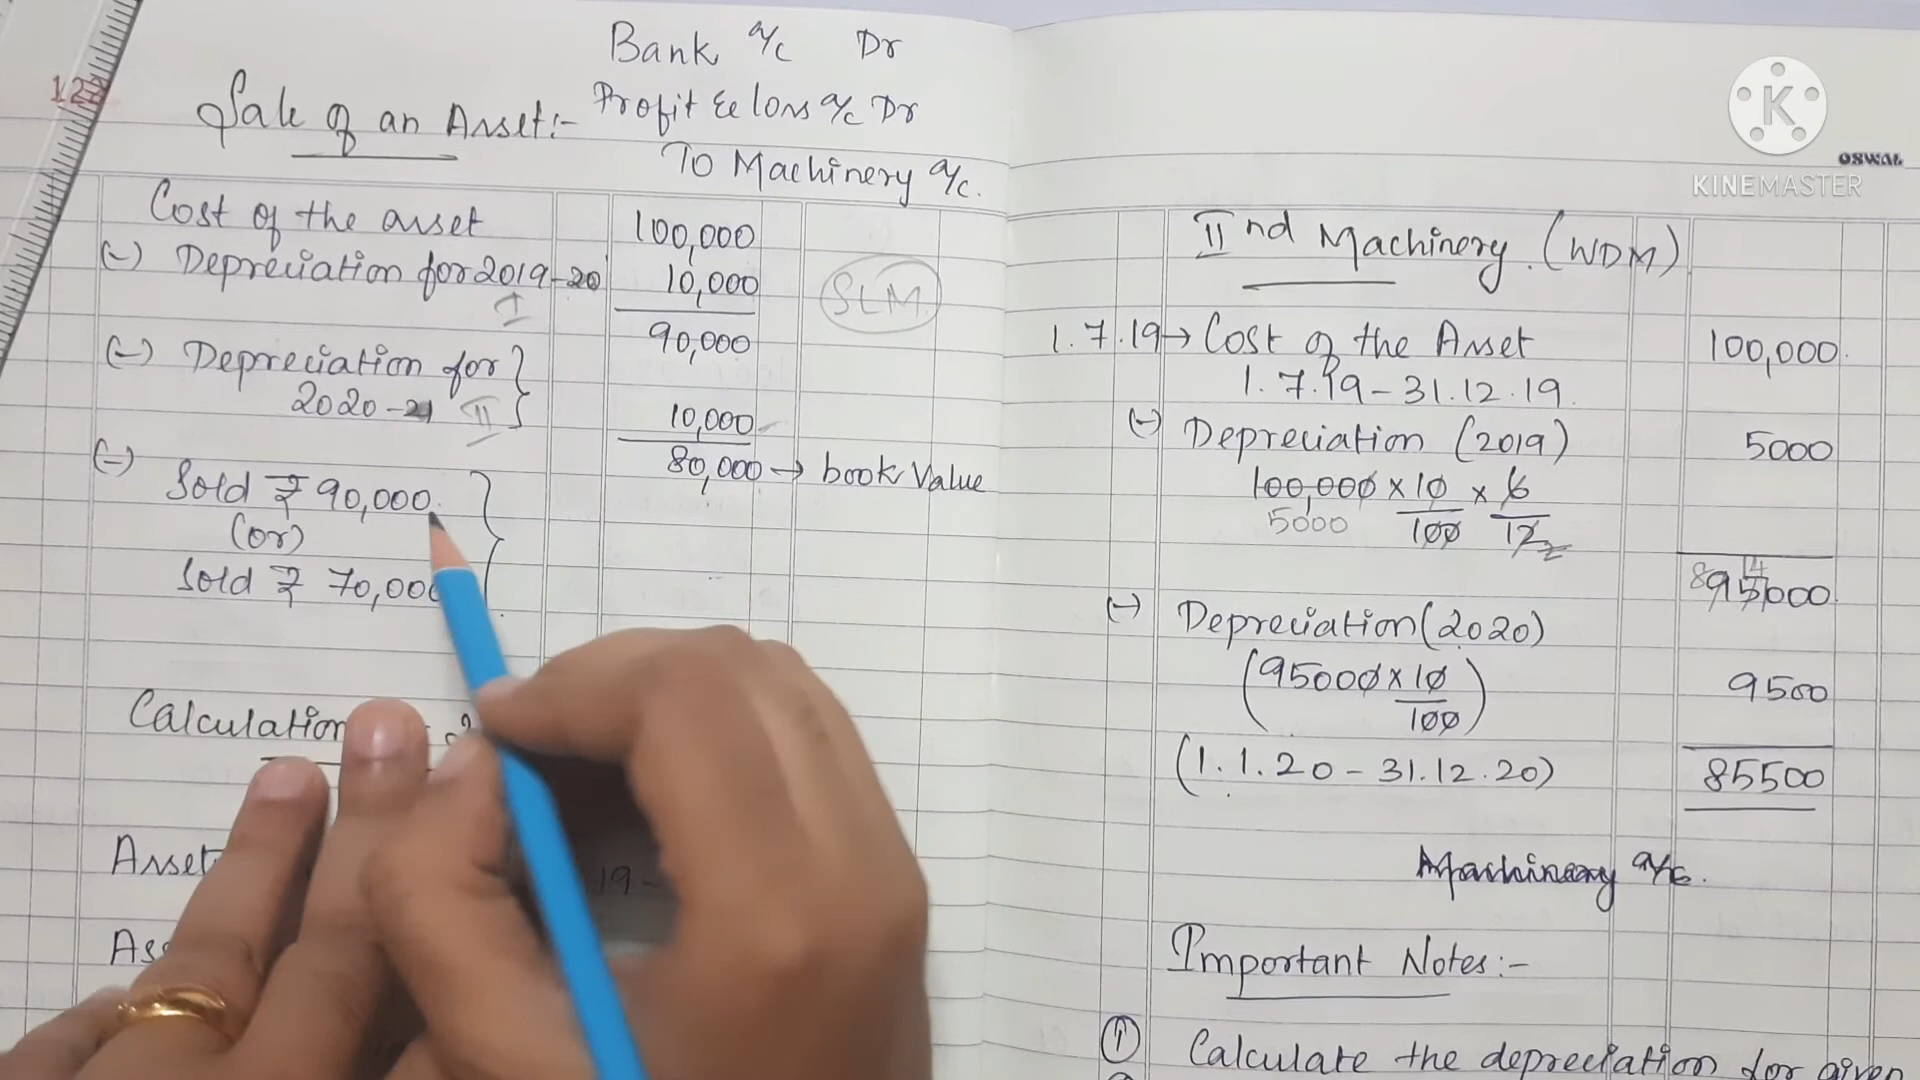 Bank a/c Dr
Sale of an Asset:- Profit & loss a/c Dr
To Machinery a/c.
Cost of the asset 100,000
(-) Depreciation for 2019-20 10,000 SLM
I
90,000
(-) Depreciation for
2020-21 II 10,000
80,000 → book Value
(-)
Sold ₹ 90,000.
(or)
Sold ₹ 70,000
Calculation
Asset
19-
As
K
OSWAL
KINEMASTER
IInd Machinery. (WDM)
1.7.19→ Cost of the Asset 100,000.
1.7.19-31.12.19.
(-) Depreciation (2019) 5000
100,000 × 10 × 6
5000 100 12 2
95000
(-) Depreciation(2020)
(95000×10 9500
100)
(1.1.20-31.12.20) 85500
Machinery a/c.
Important Notes:-
① Calculate the depreciation for given